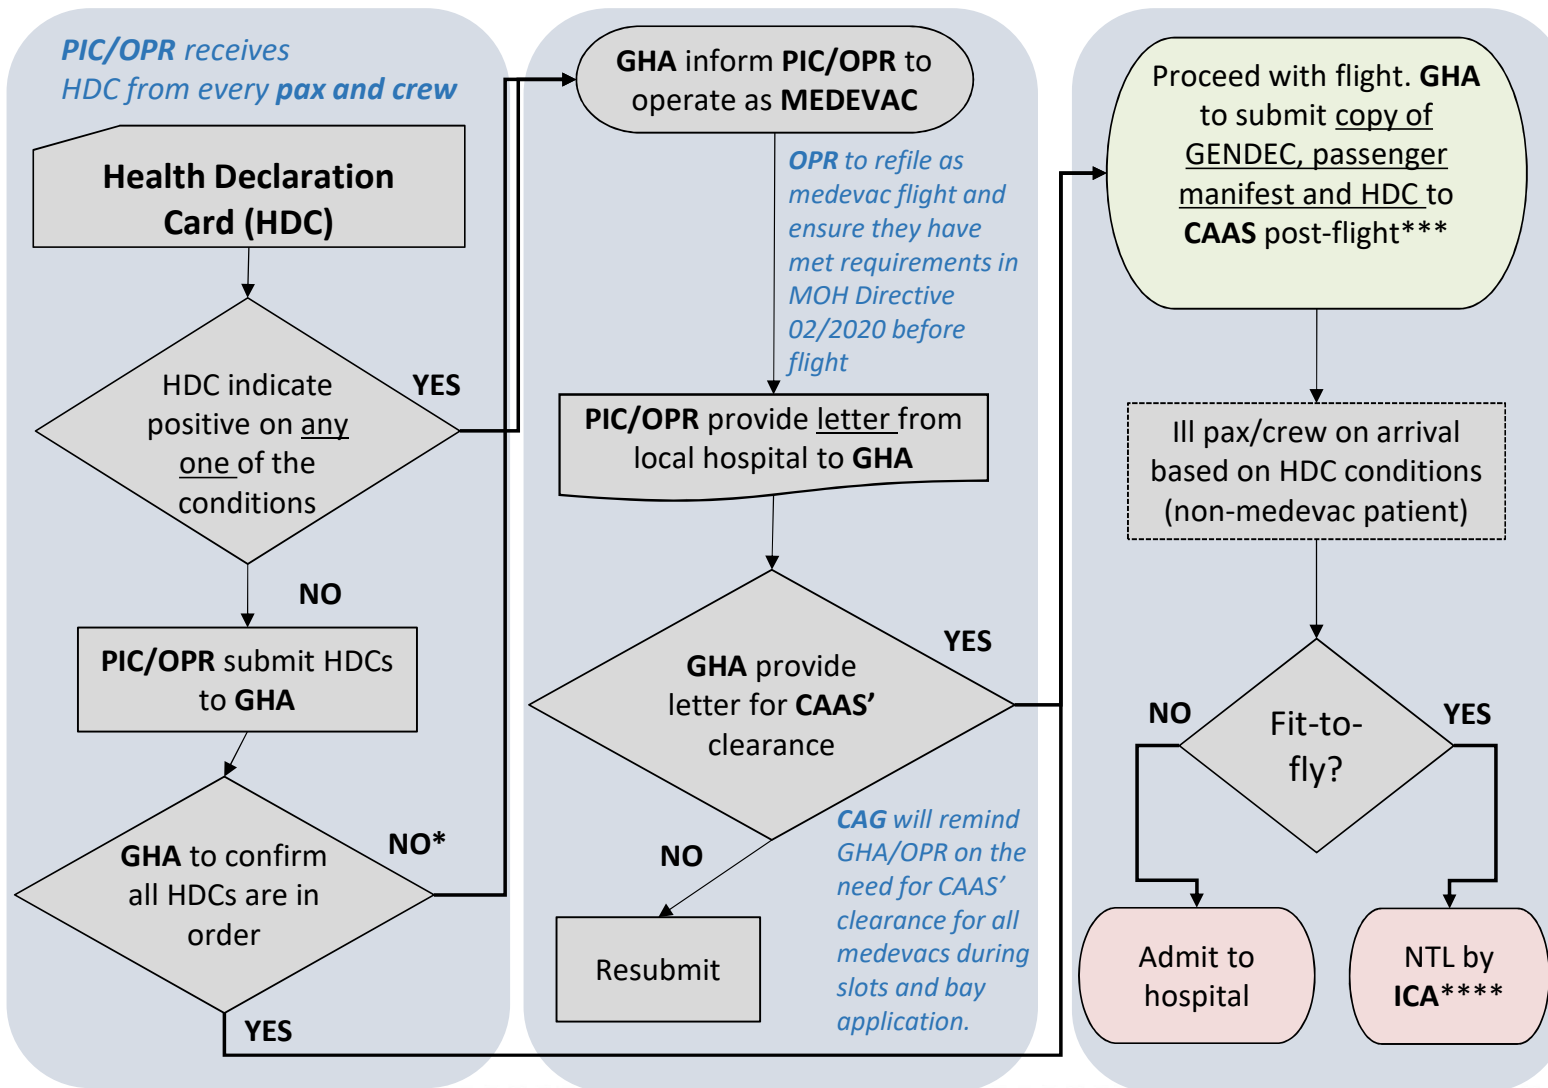 PIC/OPR receives
HDC from every pax and crew
Health Declaration
Card (HDC)
HDC indicate
positive on any
one of the
conditions
YES
NO
PIC/OPR submit HDCs
to GHA
GHA to confirm
all HDCs are in
order
NO*
YES
GHA inform PIC/OPR to
operate as MEDEVAC
OPR to refile as
medevac flight and
ensure they have
met requirements in
MOH Directive
02/2020 before
flight
PIC/OPR provide letter from
local hospital to GHA
GHA provide
letter for CAAS’
clearance
YES
NO
Resubmit
CAG will remind
GHA/OPR on the
need for CAAS’
clearance for all
medevacs during
slots and bay
application.
Proceed with flight. GHA
to submit copy of
GENDEC, passenger
manifest and HDC to
CAAS post-flight***
Ill pax/crew on arrival
based on HDC conditions
(non-medevac patient)
Fit-to-
fly?
NO
YES
Admit to
hospital
NTL by
ICA****